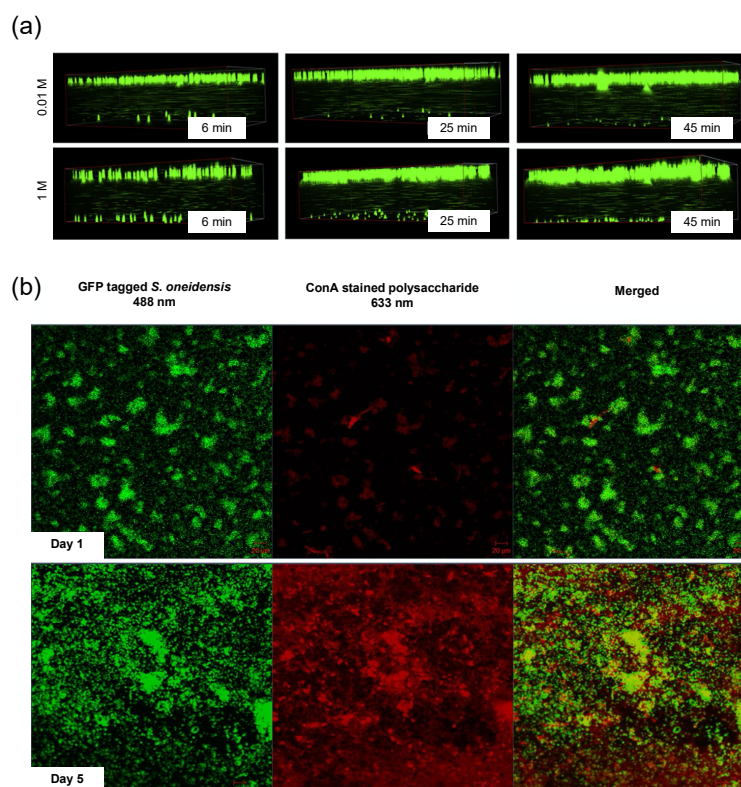 (a)
0.01 M
6 min
25 min
45 min
1 M
6 min
25 min
45 min
(b)
GFP tagged S. oneidensis
488 nm
ConA stained polysaccharide
633 nm
Merged
Day 1
20 µm
20 µm
Day 5